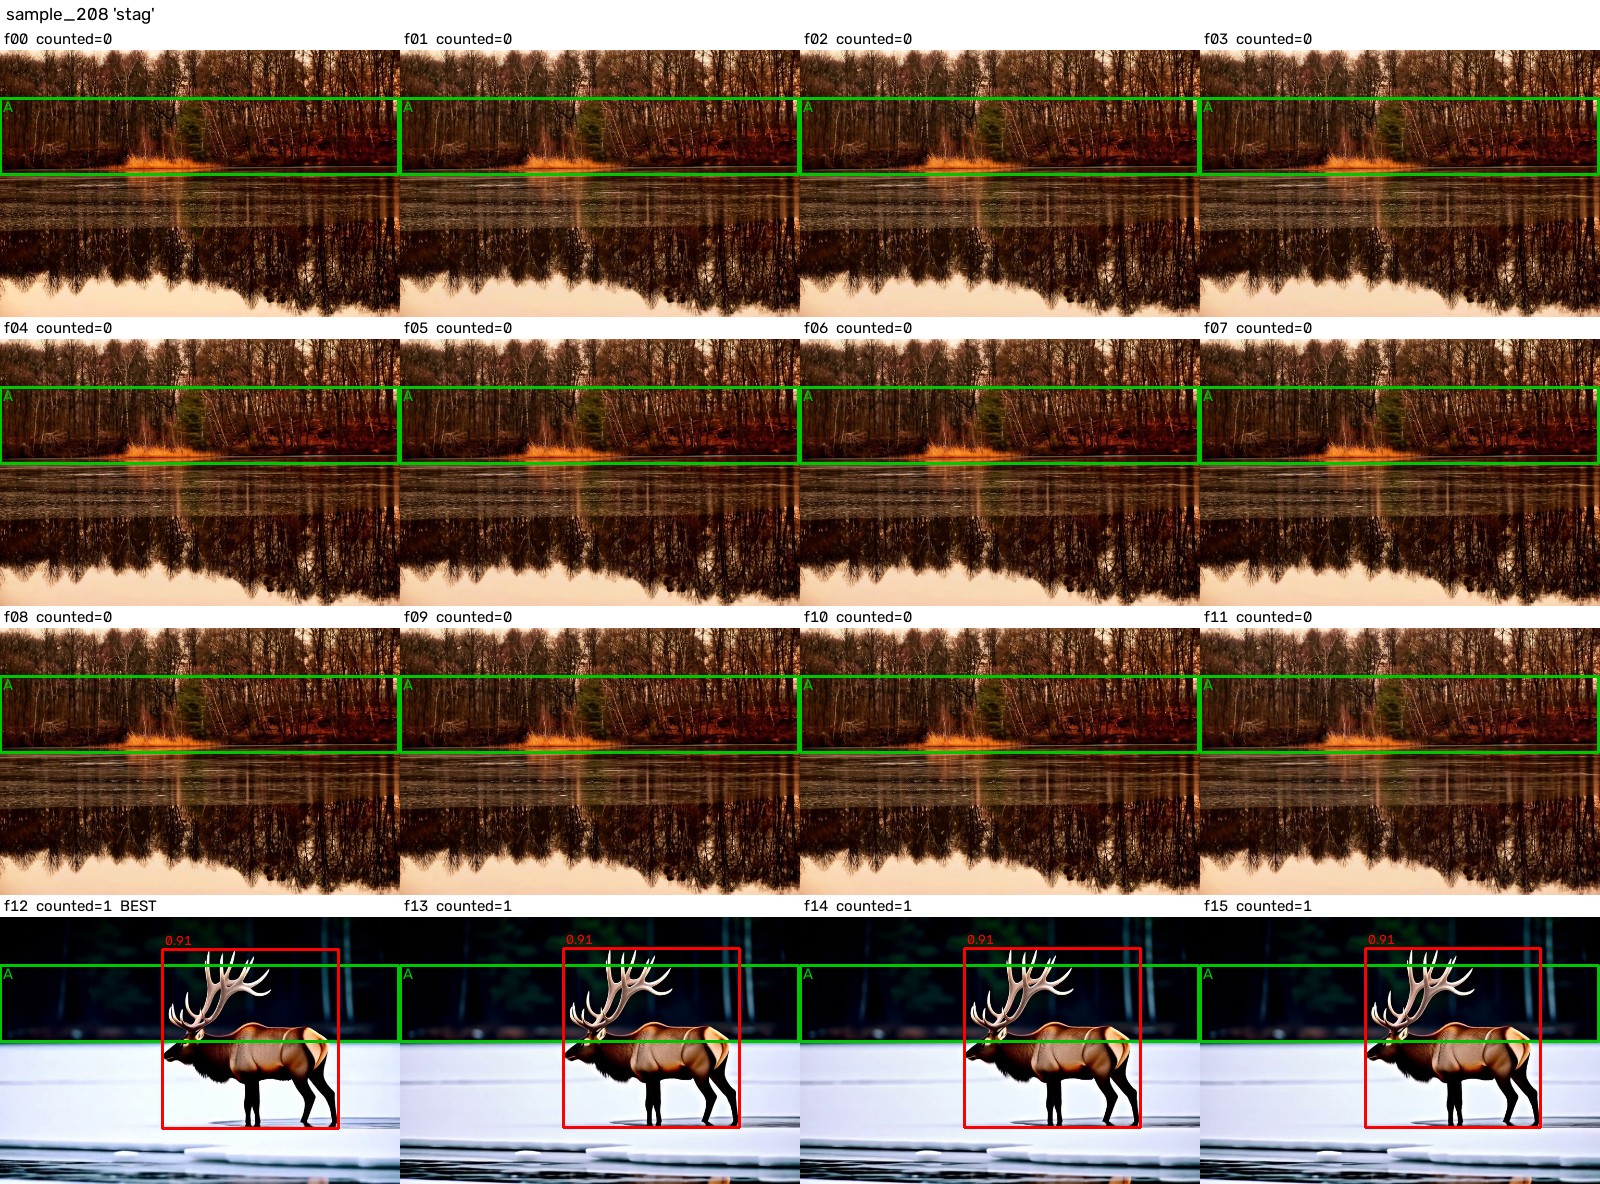 sample_208 'stag'
f00 counted=0 f01 counted=0 f02 counted=0 f03 counted=0
A A A A
f04 counted=0 f05 counted=0 f06 counted=0 f07 counted=0
A A A A
f08 counted=0 f09 counted=0 f10 counted=0 f11 counted=0
A A A A
f12 counted=1 BEST f13 counted=1 f14 counted=1 f15 counted=1
0.91 0.91 0.91 0.91
A A A A